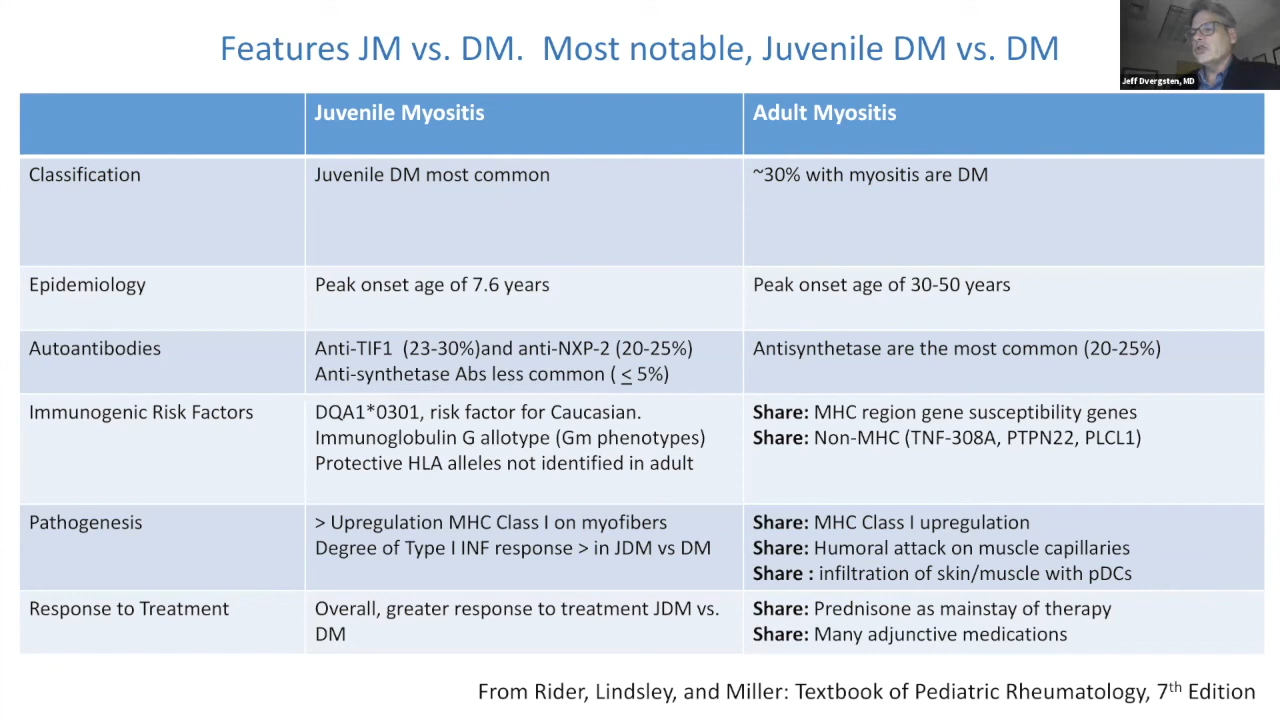 Features JM vs. DM.  Most notable, Juvenile DM vs. DM
Jeff Dvergsten, MD
Juvenile Myositis
Adult Myositis
Classification
Juvenile DM most common
~30% with myositis are DM
Epidemiology
Peak onset age of 7.6 years
Peak onset age of 30-50 years
Autoantibodies
Anti-TIF1  (23-30%)and anti-NXP-2 (20-25%)
Anti-synthetase Abs less common ( ≤ 5%)
Antisynthetase are the most common (20-25%)
Immunogenic Risk Factors
DQA1*0301, risk factor for Caucasian.
Immunoglobulin G allotype (Gm phenotypes)
Protective HLA alleles not identified in adult
Share: MHC region gene susceptibility genes
Share: Non-MHC (TNF-308A, PTPN22, PLCL1)
Pathogenesis
> Upregulation MHC Class I on myofibers
Degree of Type I INF response > in JDM vs DM
Share: MHC Class I upregulation
Share: Humoral attack on muscle capillaries
Share : infiltration of skin/muscle with pDCs
Response to Treatment
Overall, greater response to treatment JDM vs.
DM
Share: Prednisone as mainstay of therapy
Share: Many adjunctive medications
From Rider, Lindsley, and Miller: Textbook of Pediatric Rheumatology, 7th Edition